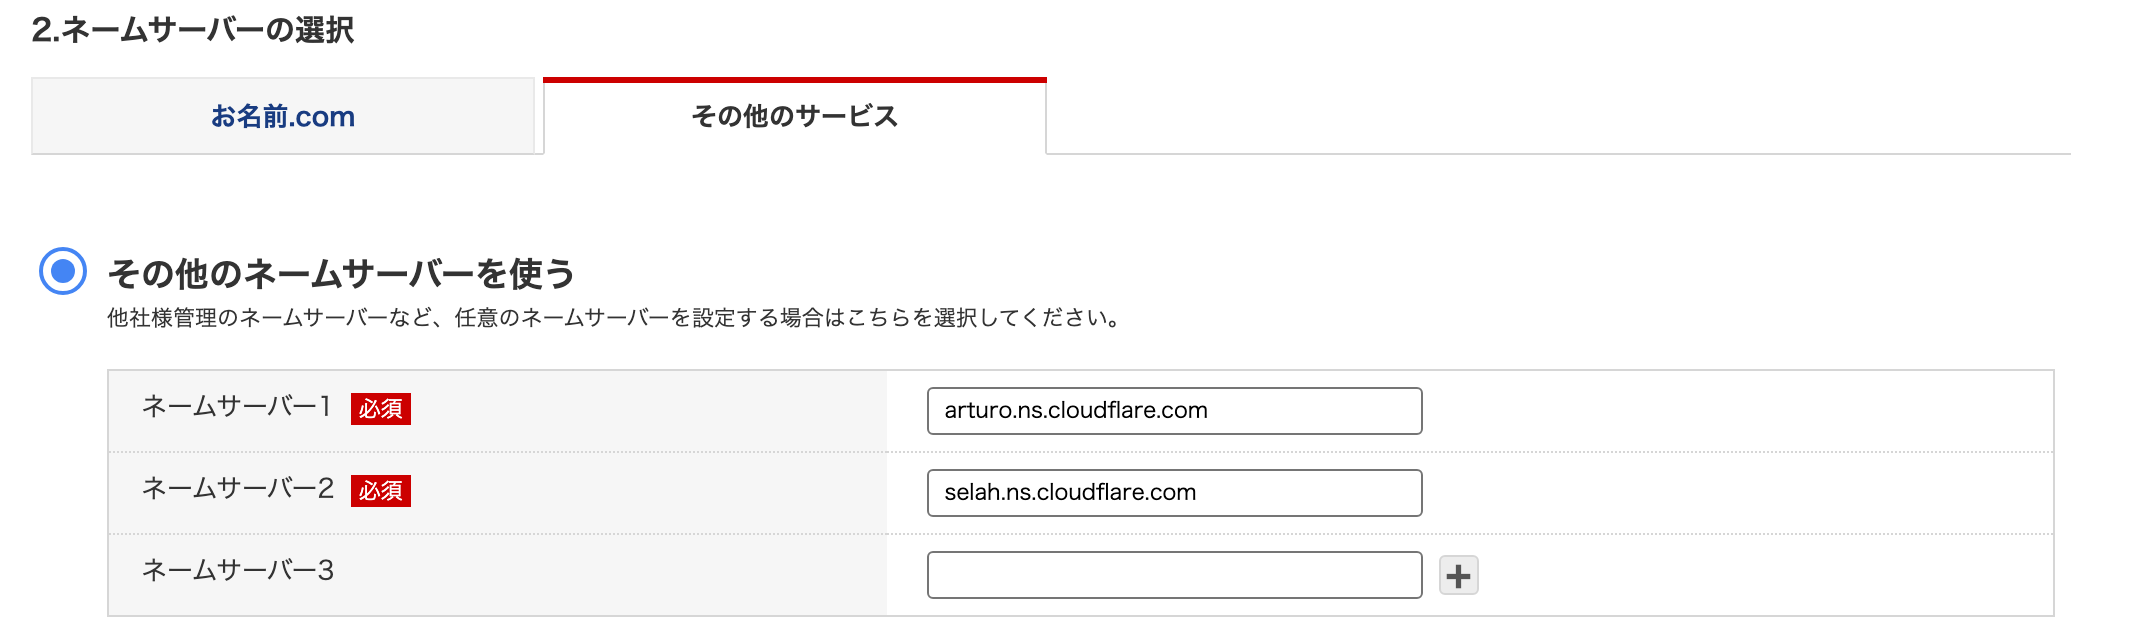 2.ネームサーバーの選択
お名前.com
その他のサービス
その他のネームサーバーを使う
他社様管理のネームサーバーなど、任意のネームサーバーを設定する場合はこちらを選択してください。
ネームサーバー1 必須 arturo.ns.cloudflare.com
ネームサーバー2 必須 selah.ns.cloudflare.com
ネームサーバー3